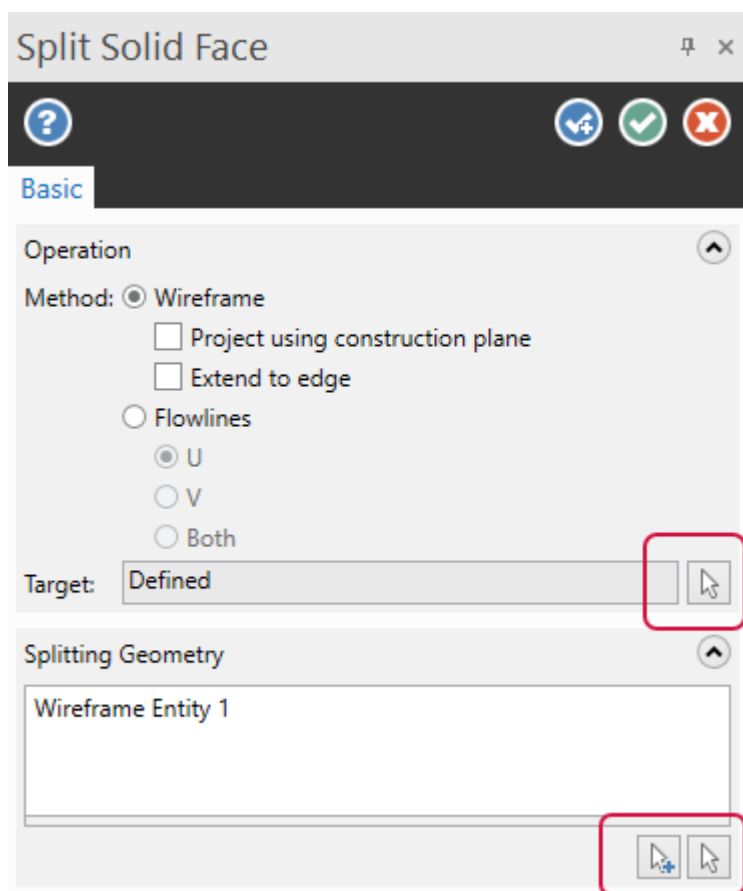 Split Solid Face
Basic
Operation
Method: Wireframe
Project using construction plane
Extend to edge
Flowlines
U
V
Both
Target: Defined
Splitting Geometry
Wireframe Entity 1